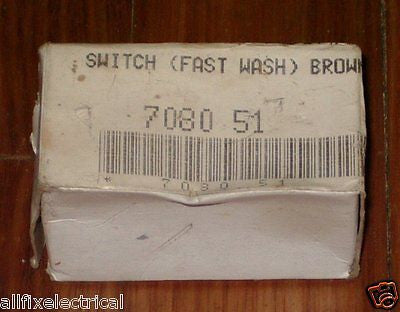 SWITCH (FAST WASH) BROWN
7080 51
* 7080 51
allfixelectrical